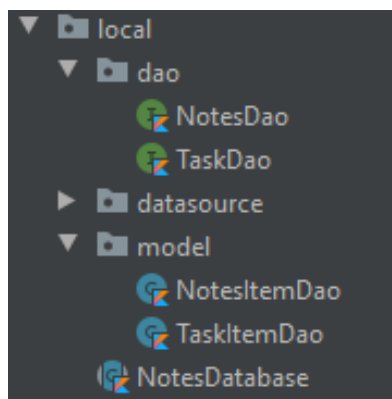 local
dao
NotesDao
TaskDao
datasource
model
NotesItemDao
TaskItemDao
NotesDatabase